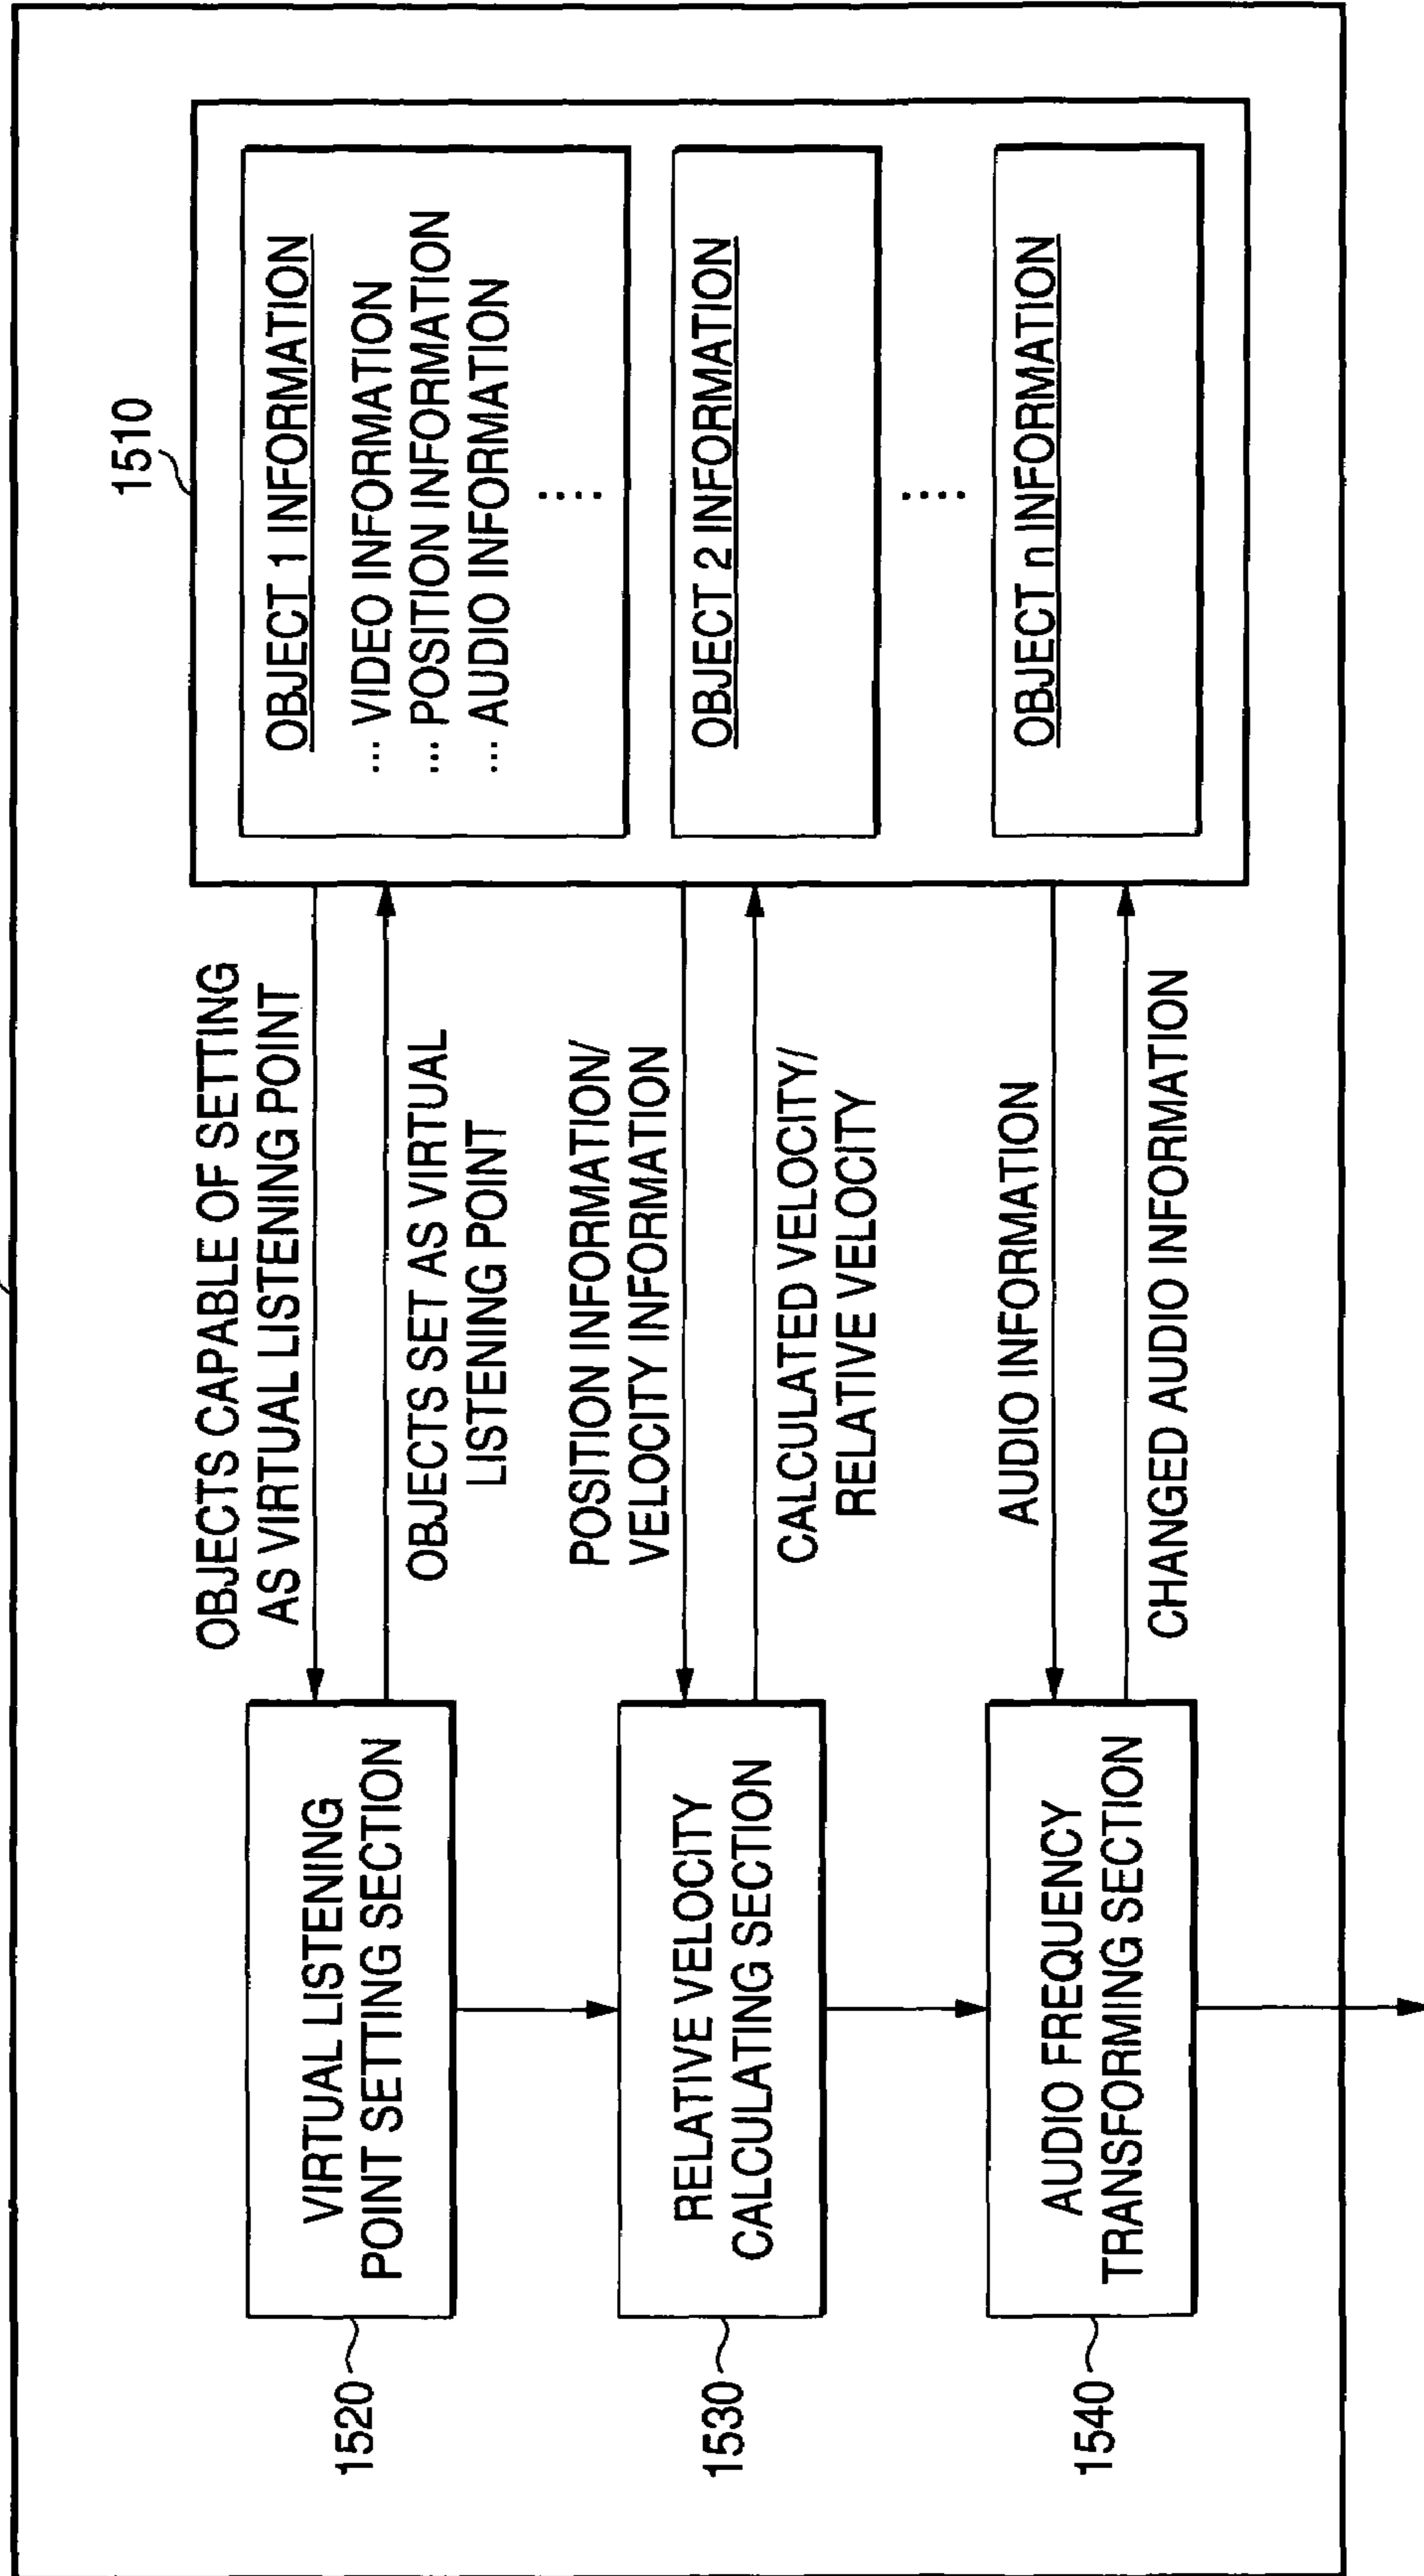 1510
OBJECT 1 INFORMATION
... VIDEO INFORMATION
... POSITION INFORMATION
... AUDIO INFORMATION
....
OBJECT 2 INFORMATION
....
OBJECT n INFORMATION
OBJECTS CAPABLE OF SETTING
AS VIRTUAL LISTENING POINT
OBJECTS SET AS VIRTUAL
LISTENING POINT
POSITION INFORMATION/
VELOCITY INFORMATION
CALCULATED VELOCITY/
RELATIVE VELOCITY
AUDIO INFORMATION
CHANGED AUDIO INFORMATION
VIRTUAL LISTENING
POINT SETTING SECTION
1520
RELATIVE VELOCITY
CALCULATING SECTION
1530
AUDIO FREQUENCY
TRANSFORMING SECTION
1540